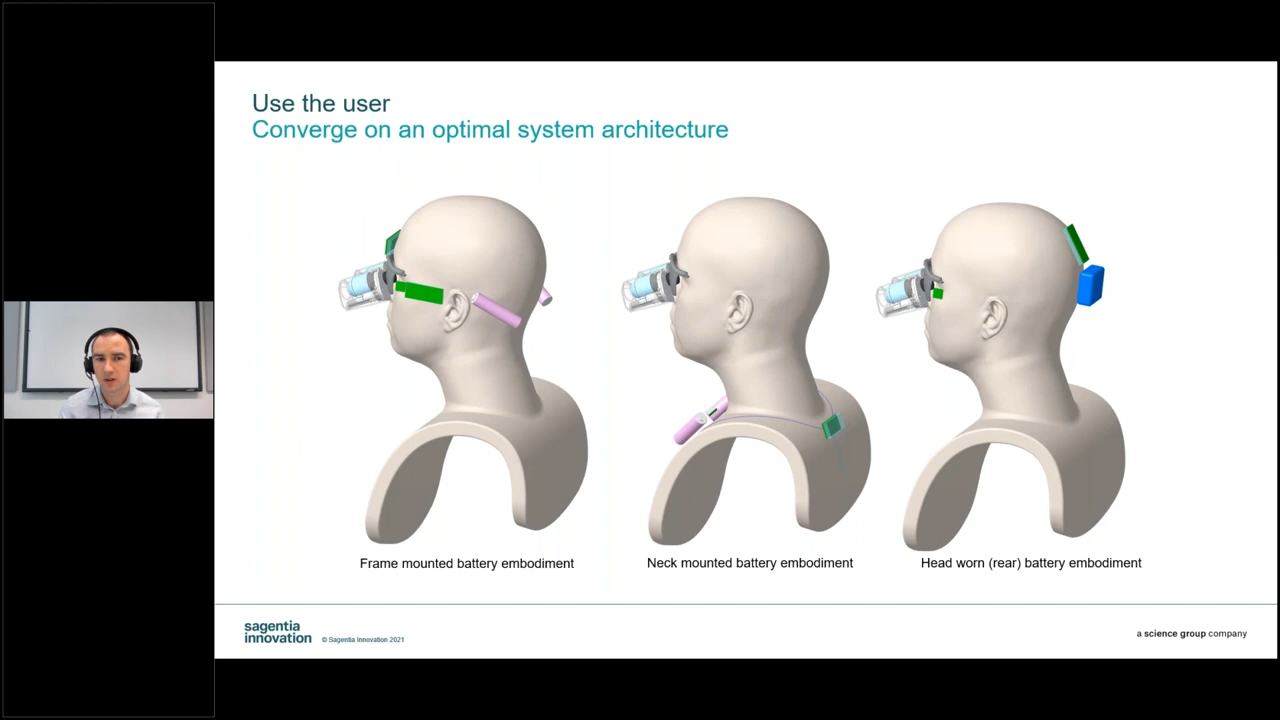 Use the user
Converge on an optimal system architecture
Frame mounted battery embodiment
Neck mounted battery embodiment
Head worn (rear) battery embodiment
sagentia
innovation
© Sagentia Innovation 2021
a science group company